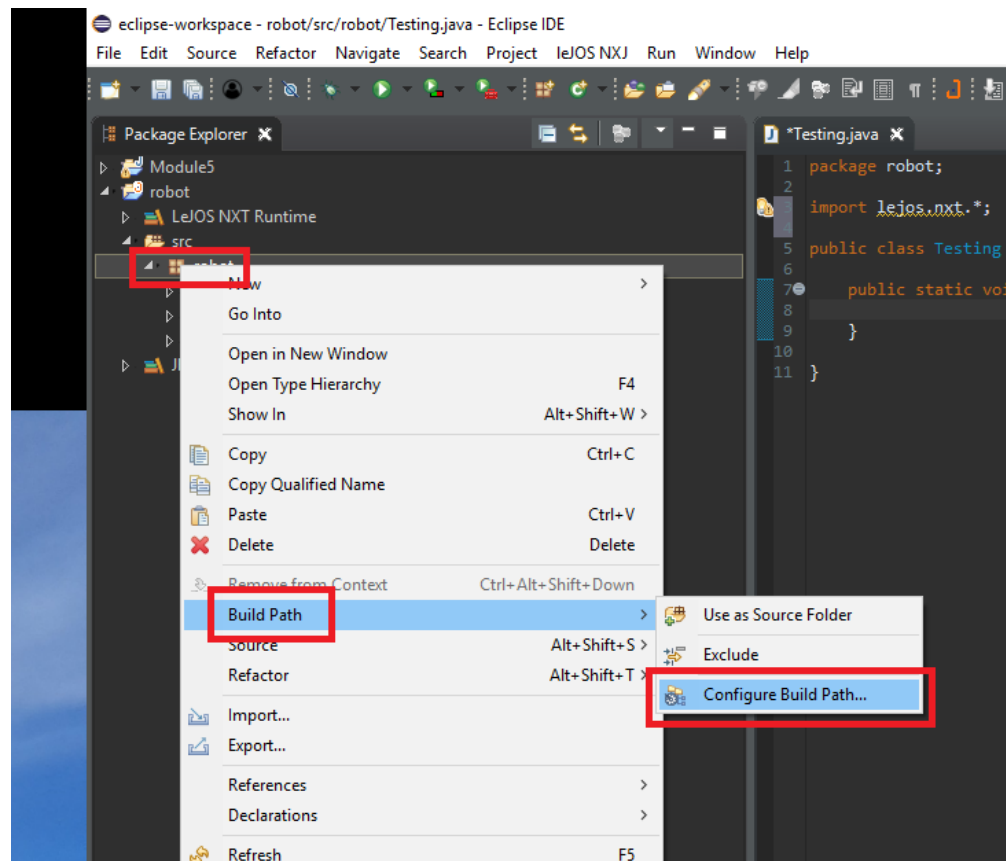 eclipse-workspace - robot/src/robot/Testing.java - Eclipse IDE
File Edit Source Refactor Navigate Search Project leJOS NXJ Run Window Help
Package Explorer
Module5
robot
LeJOS NXT Runtime
src
robot
*Testing.java
1 package robot;
2
3 import lejos.nxt.*;
5 public class Testing
6
7 public static voi
8
9 }
10
11 }
New
Go Into
Open in New Window
Open Type Hierarchy F4
Show In Alt+Shift+W >
Copy Ctrl+C
Copy Qualified Name
Paste Ctrl+V
Delete Delete
Remove from Context Ctrl+Alt+Shift+Down
Build Path >
Source Alt+Shift+S >
Refactor Alt+Shift+T >
Import...
Export...
References >
Declarations >
Refresh F5
Use as Source Folder
Exclude
Configure Build Path...